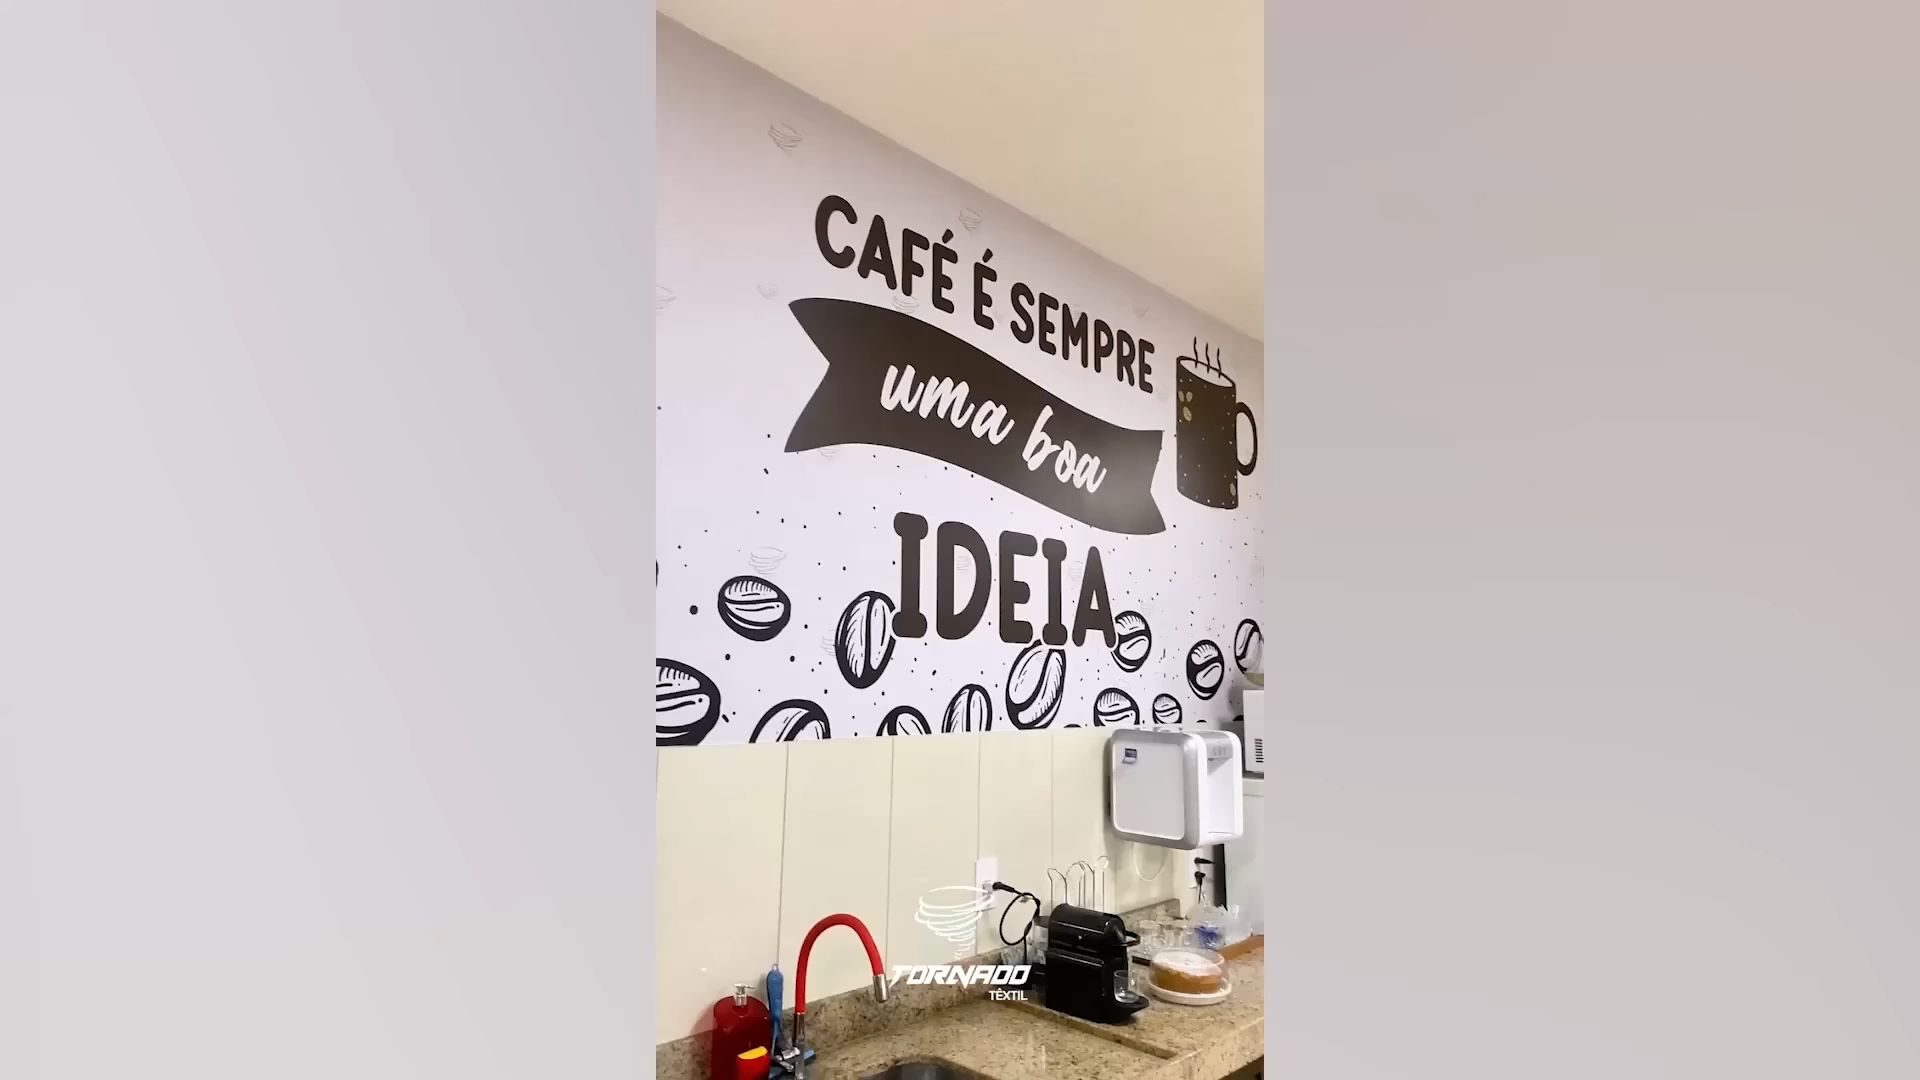 CAFÉ É SEMPRE
uma boa
IDEIA
TORNADO
TÊXTIL